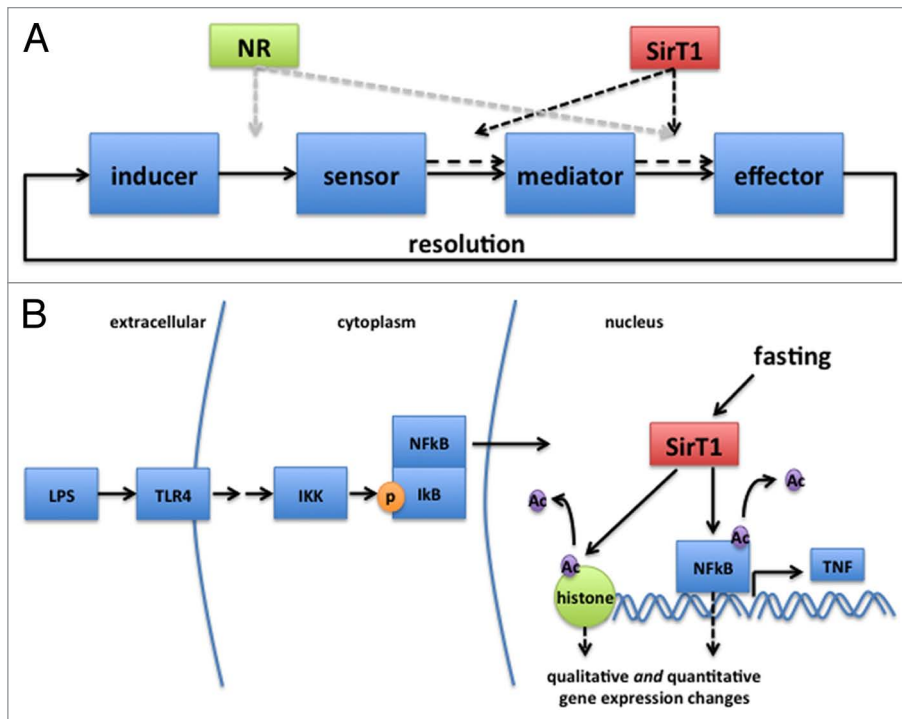 A
NR
SirT1
inducer
sensor
mediator
effector
resolution
B
extracellular
cytoplasm
nucleus
fasting
NFkB
SirT1
LPS
TLR4
IKK
p
IkB
Ac
Ac
Ac
Ac
NFkB
TNF
histone
qualitative and quantitative
gene expression changes